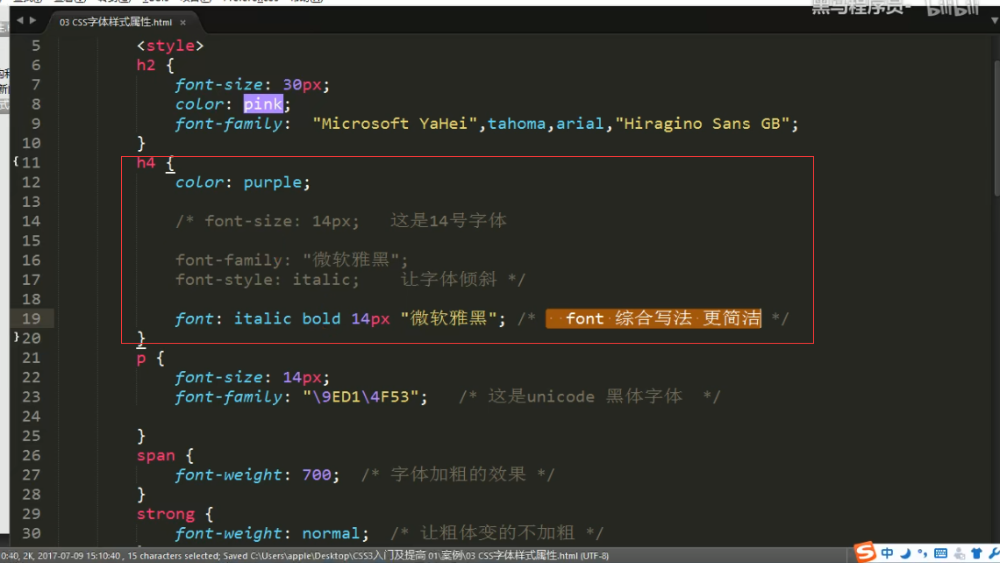 黑马程序员- bilibili
03 CSS字体样式属性.html ×
5 <style>
6 h2 {
7 font-size: 30px;
8 color: pink;
9 font-family: "Microsoft YaHei",tahoma,arial,"Hiragino Sans GB";
10 }
11 h4 {
12 color: purple;
13
14 /* font-size: 14px; 这是14号字体
15
16 font-family: "微软雅黑";
17 font-style: italic; 让字体倾斜 */
18
19 font: italic bold 14px "微软雅黑"; /* font 综合写法 更简洁 */
20 }
21 p {
22 font-size: 14px;
23 font-family: "\9ED1\4F53"; /* 这是unicode 黑体字体 */
24
25 }
26 span {
27 font-weight: 700; /* 字体加粗的效果 */
28 }
29 strong {
30 font-weight: normal; /* 让粗体变的不加粗 */
0:40, 2K, 2017-07-09 15:10:40 , 15 characters selected; Saved C:\Users\apple\Desktop\CSS3入门及提高 01\案例\03 CSS字体样式属性.html (UTF-8)
中